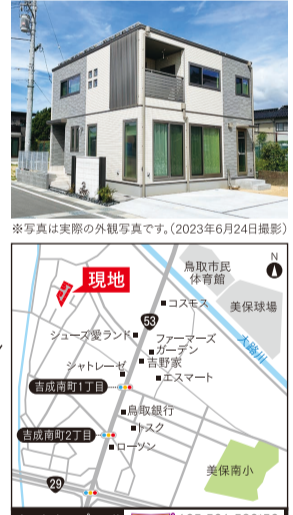 ※写真は実際の外観写真です。（2023年6月24日撮影）
N
現地
鳥取市民
体育館
コスモス
美保球場
53
シューズ愛ランド
ファーマーズ
ガーデン
大路川
吉野家
シャトレーゼ
エスマート
吉成南町1丁目
鳥取銀行
トスク
吉成南町2丁目
ローソン
美保南小
29